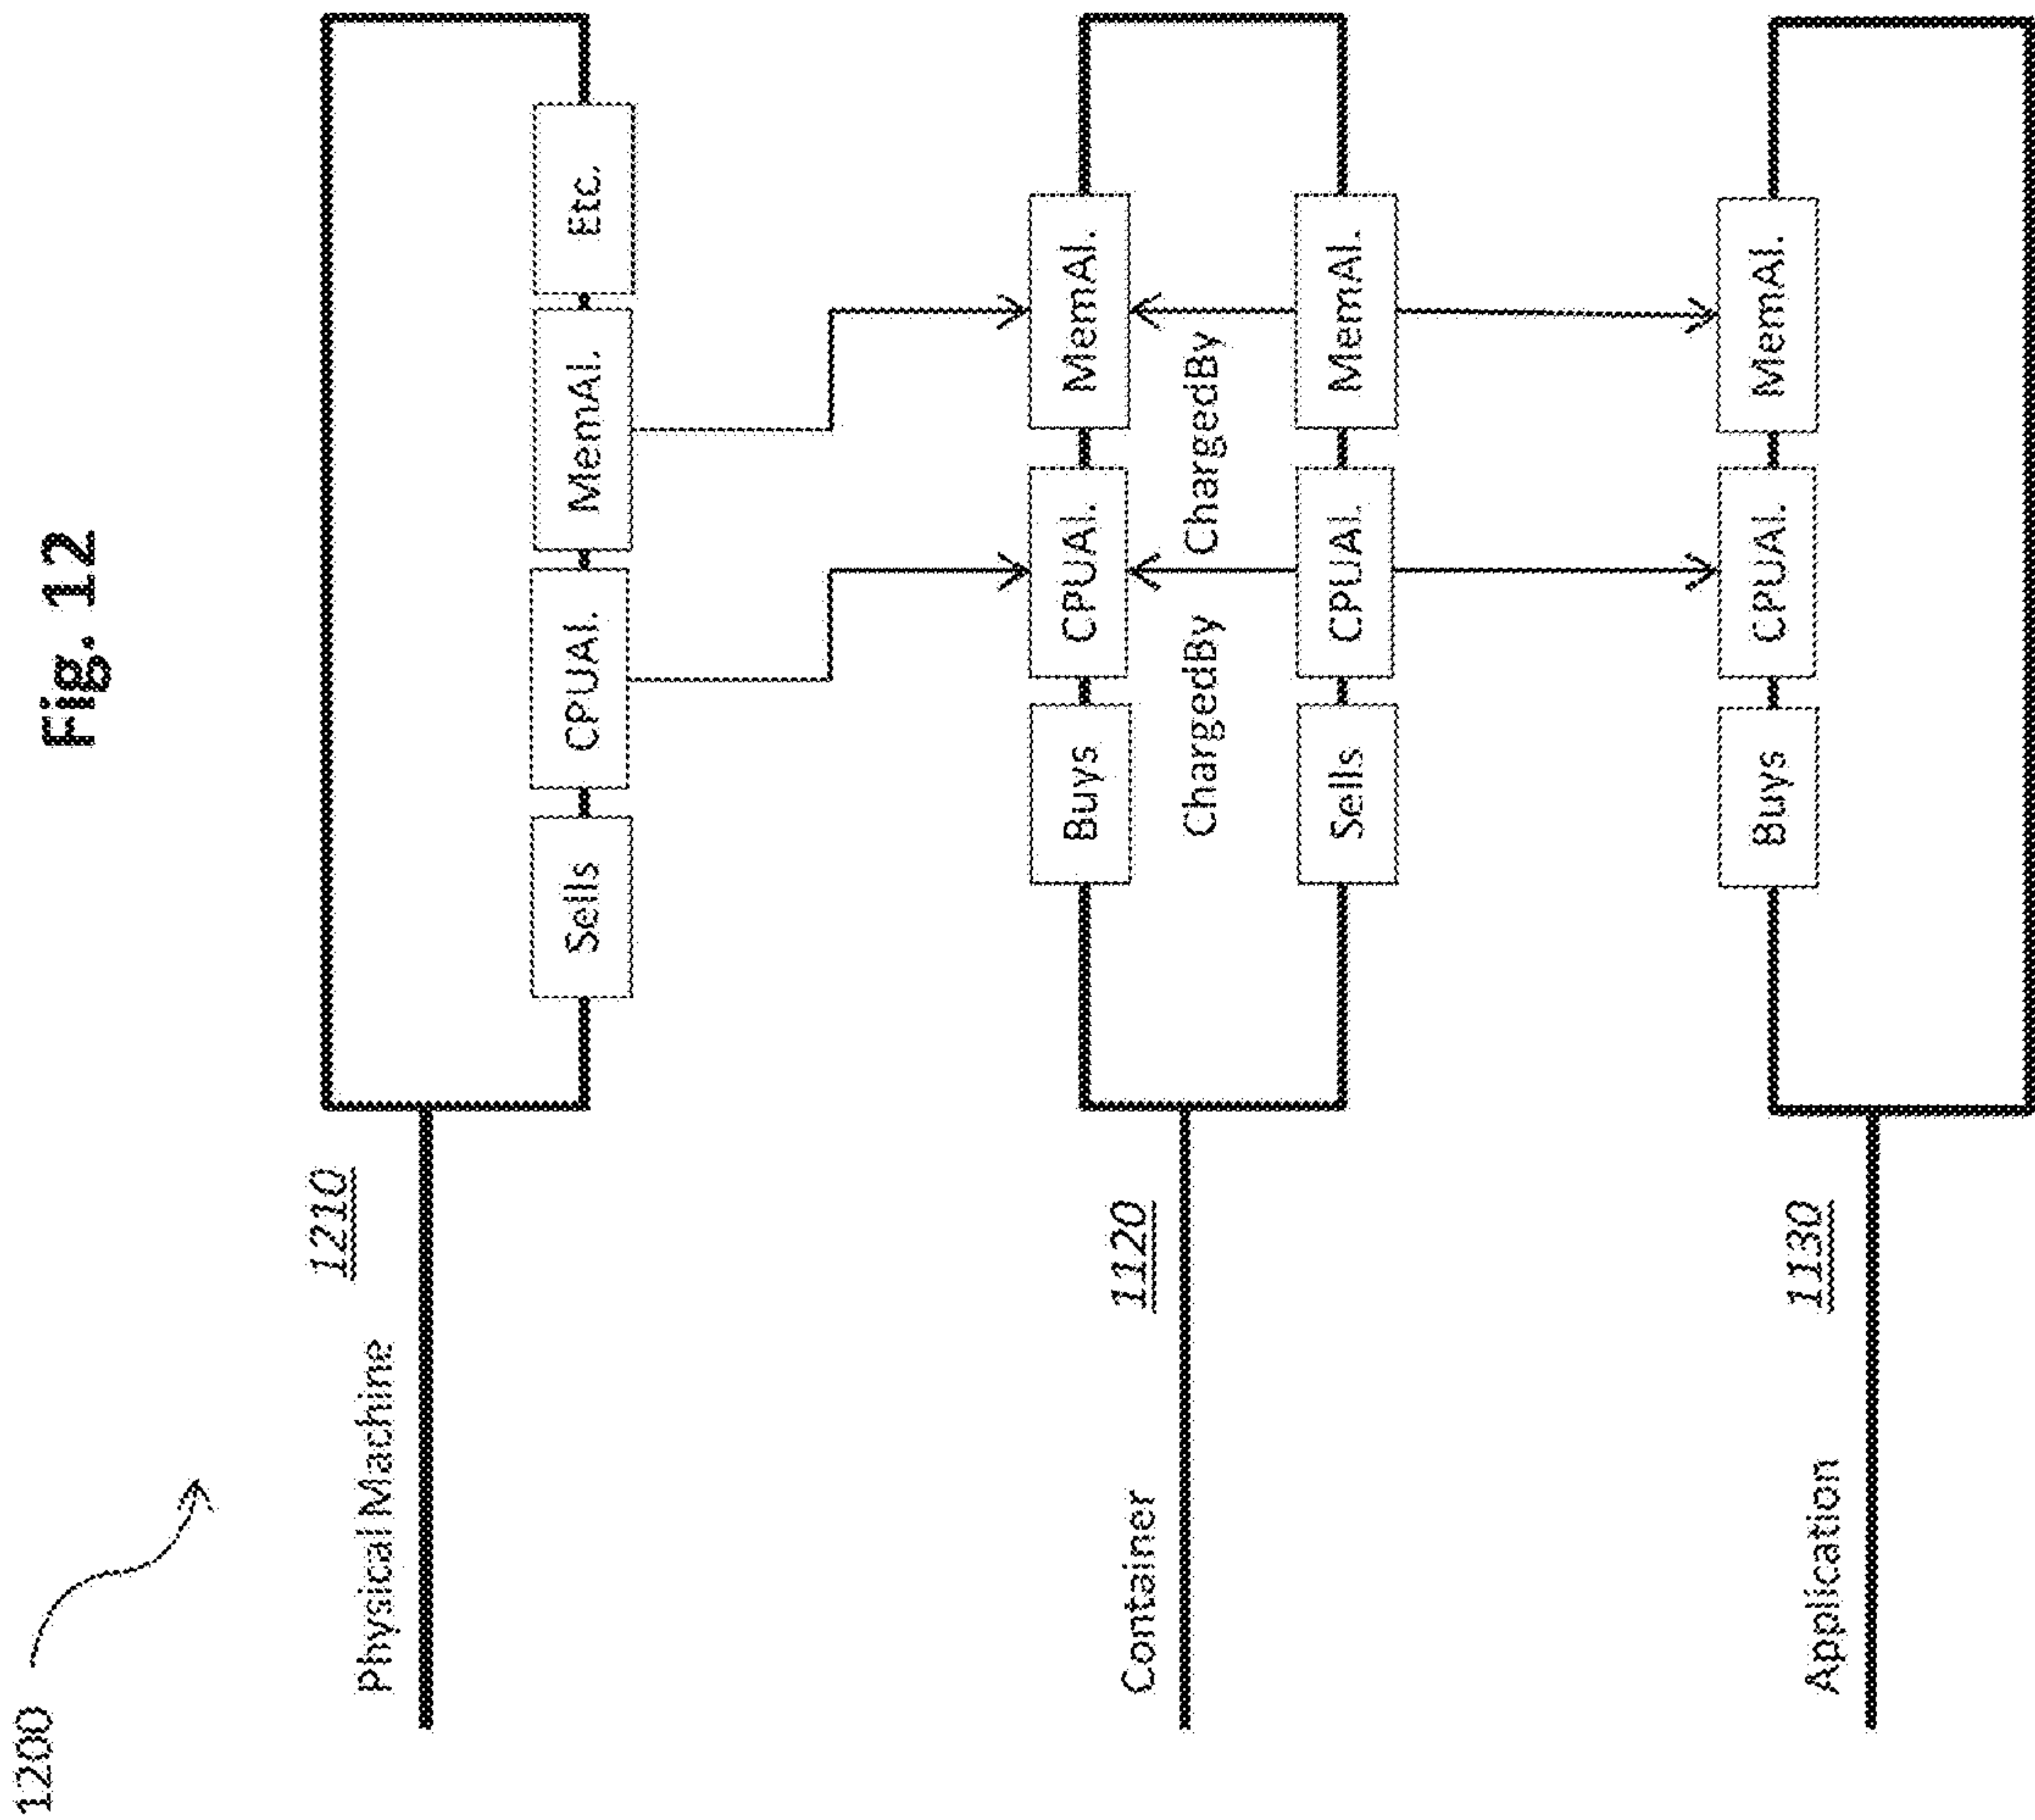 Fig. 12
1200
Physical Machine
1210
Sells
CPUAl.
MemAl.
Etc.
Container
1120
Buys
CPUAl.
MemAl.
ChargedBy
ChargedBy
Sells
CPUAl.
MemAl.
Application
1130
Buys
CPUAl.
MemAl.